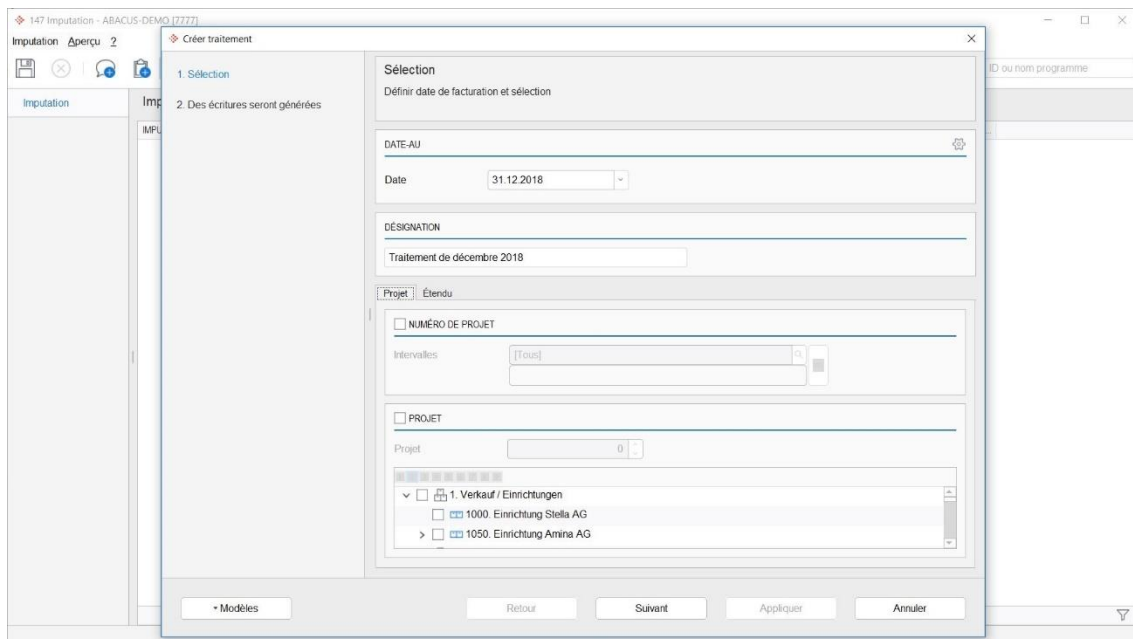 147 Imputation - ABACUS-DEMO [7777]
Imputation Aperçu ?
ID ou nom programme
Imputation
Imp
IMPU
Créer traitement
1. Sélection
2. Des écritures seront générées
Sélection
Définir date de facturation et sélection
DATE-AU
Date 31.12.2018
DÉSIGNATION
Traitement de décembre 2018
Projet Étendu
NUMÉRO DE PROJET
Intervalles [Tous]
PROJET
Projet 0
1. Verkauf / Einrichtungen
1000. Einrichtung Stella AG
1050. Einrichtung Amina AG
Modèles Retour Suivant Appliquer Annuler